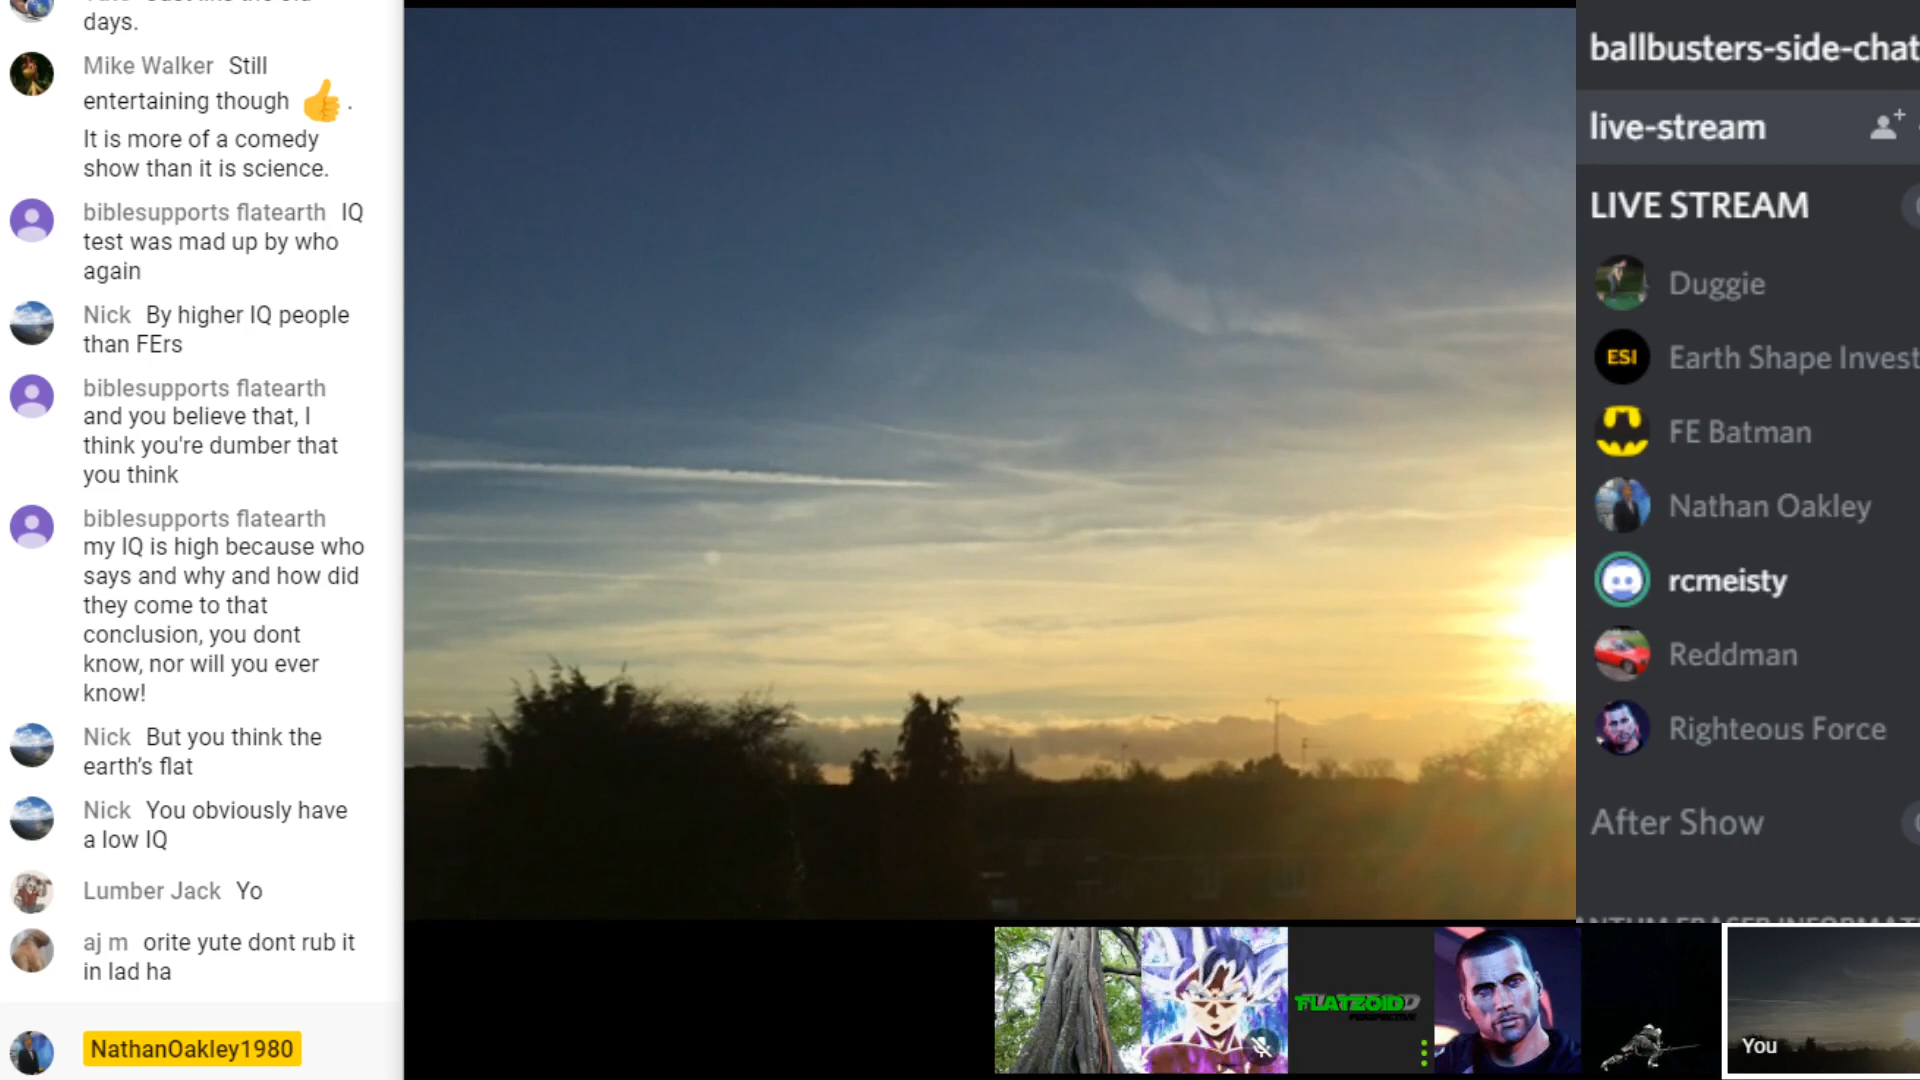 days.
Mike Walker Still
entertaining though 👍.
It is more of a comedy
show than it is science.
biblesupports flatearth IQ
test was mad up by who
again
Nick By higher IQ people
than FErs
biblesupports flatearth
and you believe that, I
think you're dumber that
you think
biblesupports flatearth
my IQ is high because who
says and why and how did
they come to that
conclusion, you dont
know, nor will you ever
know!
Nick But you think the
earth's flat
Nick You obviously have
a low IQ
Lumber Jack Yo
aj m orite yute dont rub it
in lad ha
NathanOakley1980
ballbusters-side-chat
live-stream
LIVE STREAM
Duggie
ESI
Earth Shape Invest
FE Batman
Nathan Oakley
rcmeisty
Reddman
Righteous Force
After Show
FLATZOID
PERSPECTIVE
You